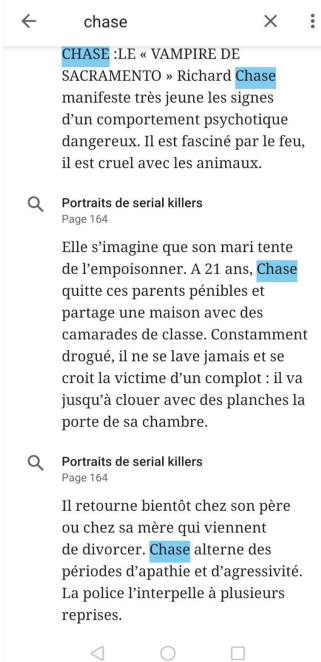 chase
CHASE :LE « VAMPIRE DE
SACRAMENTO » Richard Chase
manifeste très jeune les signes
d’un comportement psychotique
dangereux. Il est fasciné par le feu,
il est cruel avec les animaux.
Portraits de serial killers
Page 164
Elle s’imagine que son mari tente
de l’empoisonner. A 21 ans, Chase
quitte ces parents pénibles et
partage une maison avec des
camarades de classe. Constamment
drogué, il ne se lave jamais et se
croit la victime d’un complot : il va
jusqu’à clouer avec des planches la
porte de sa chambre.
Portraits de serial killers
Page 164
Il retourne bientôt chez son père
ou chez sa mère qui viennent
de divorcer. Chase alterne des
périodes d’apathie et d’agressivité.
La police l’interpelle à plusieurs
reprises.